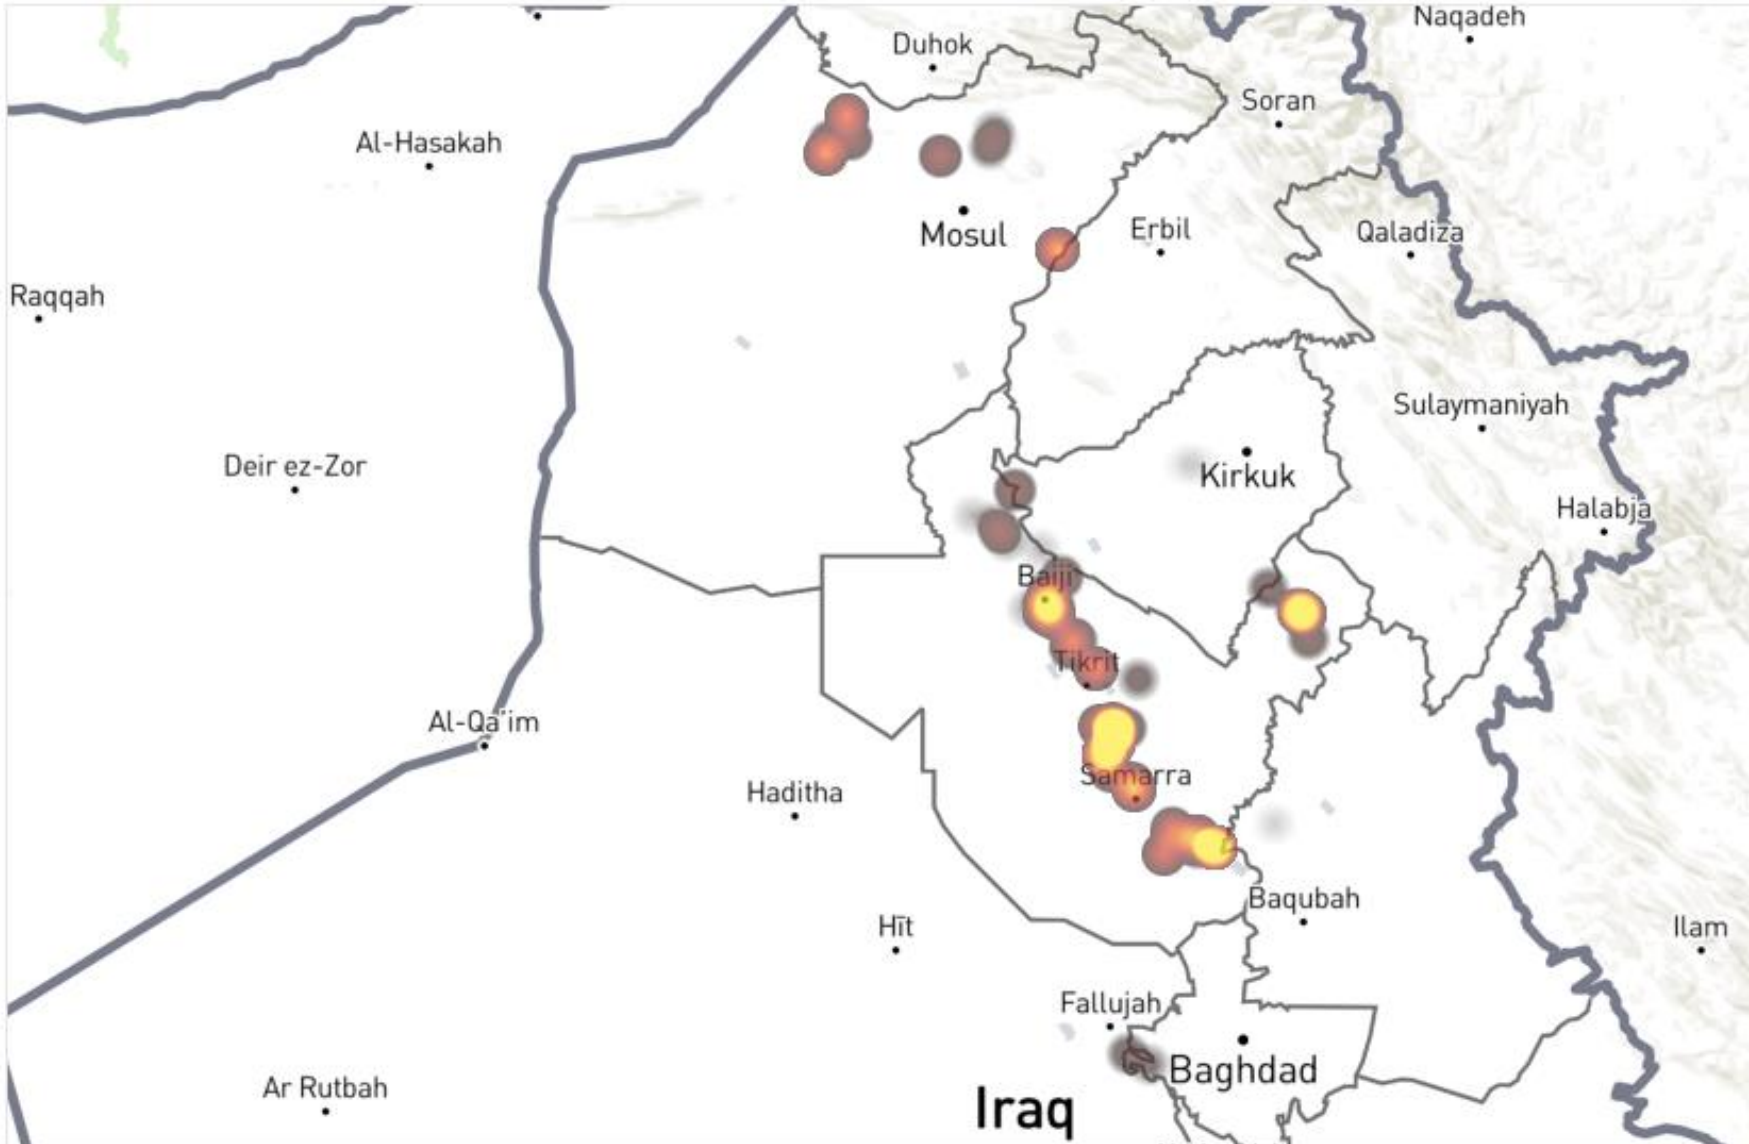 Naqadeh
Duhok
Soran
Al-Hasakah
Mosul
Erbil
Qaladiza
Raqqah
Sulaymaniyah
Deir ez-Zor
Kirkuk
Halabja
Baiji
Tikrit
Al-Qa'im
Samarra
Haditha
Baqubah
Hīt
Ilam
Fallujah
Baghdad
Ar Rutbah
Iraq